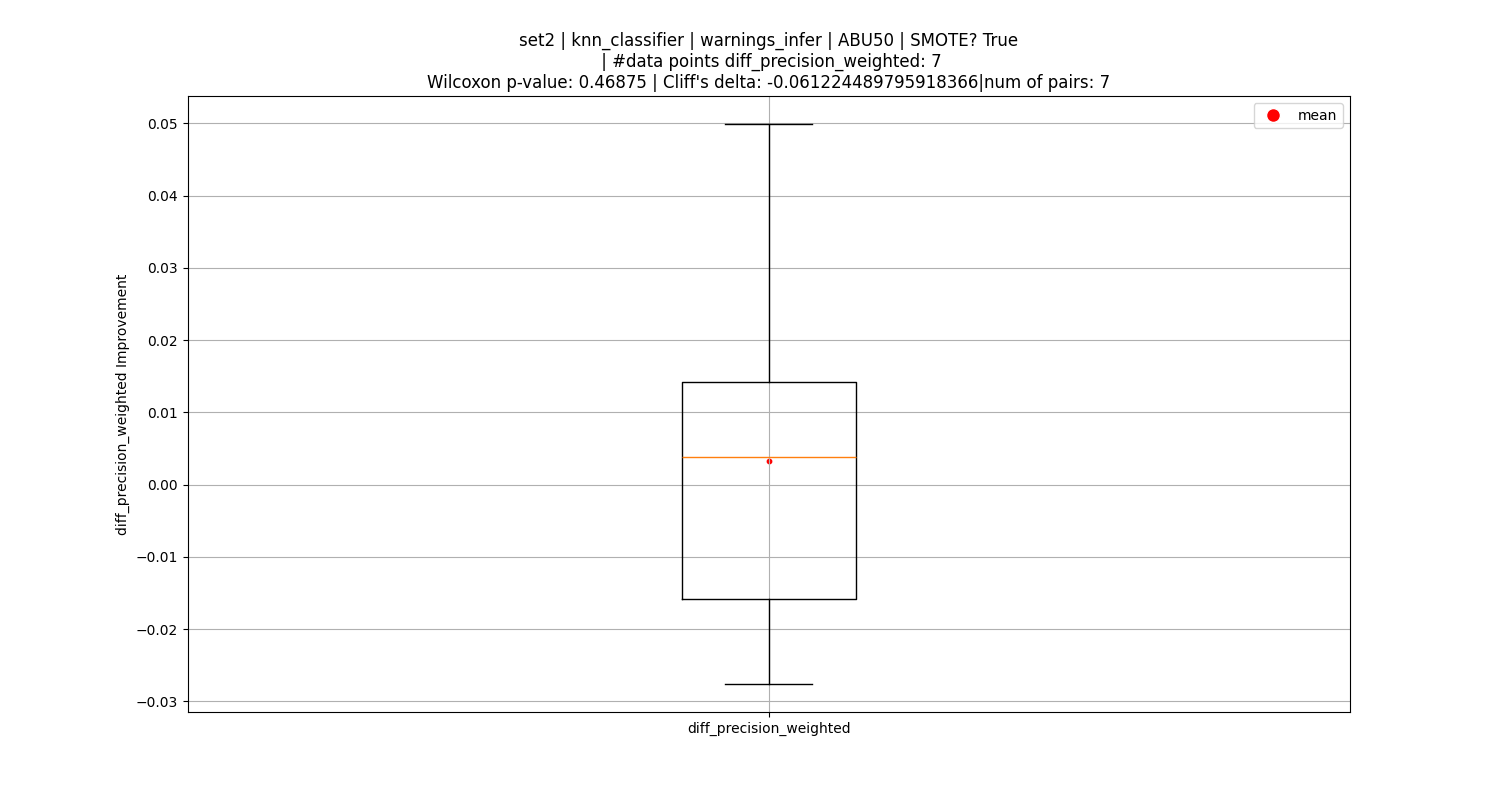 set2 | knn_classifier | warnings_infer | ABU50 | SMOTE? True
| #data points diff_precision_weighted: 7
Wilcoxon p-value: 0.46875 | Cliff's delta: -0.061224489795918366|num of pairs: 7
mean
0.05
0.04
0.03
0.02
0.01
0.00
−0.01
−0.02
−0.03
diff_precision_weighted Improvement
diff_precision_weighted